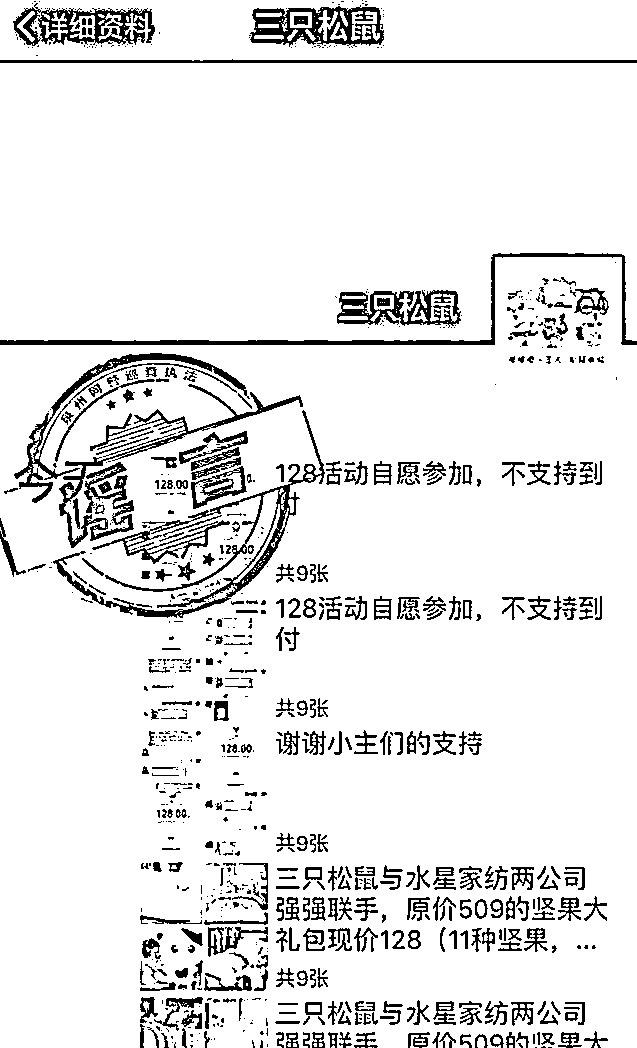 详细资料
三只松鼠
三只松鼠
泉州网警巡查执法
谣言
今天
128.00
128.00
128活动自愿参加，不支持到
付
共9张
128活动自愿参加，不支持到
付
共9张
128.00
谢谢小主们的支持
128.00
共9张
三只松鼠与水星家纺两公司
强强联手，原价509的坚果大
礼包现价128（11种坚果，...
共9张
三只松鼠与水星家纺两公司
强强联手，原价509的坚果大